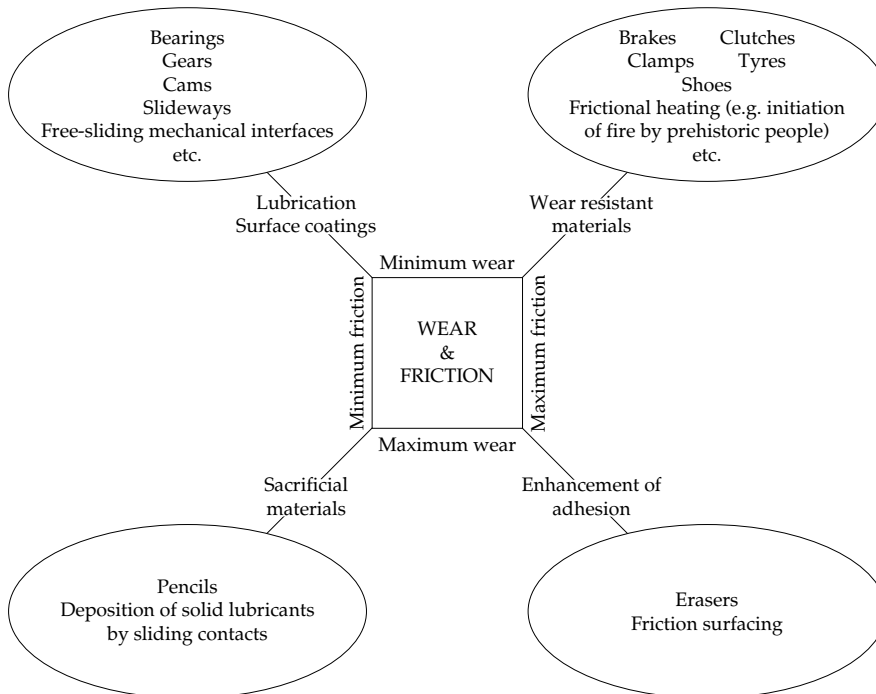 Bearings
Gears
Cams
Slideways
Free-sliding mechanical interfaces
etc.
Brakes Clutches
Clamps Tyres
Shoes
Frictional heating (e.g. initiation
of fire by prehistoric people)
etc.
Lubrication
Surface coatings
Wear resistant
materials
Minimum wear
Minimum friction
WEAR
&
FRICTION
Maximum friction
Maximum wear
Sacrificial
materials
Enhancement of
adhesion
Pencils
Deposition of solid lubricants
by sliding contacts
Erasers
Friction surfacing